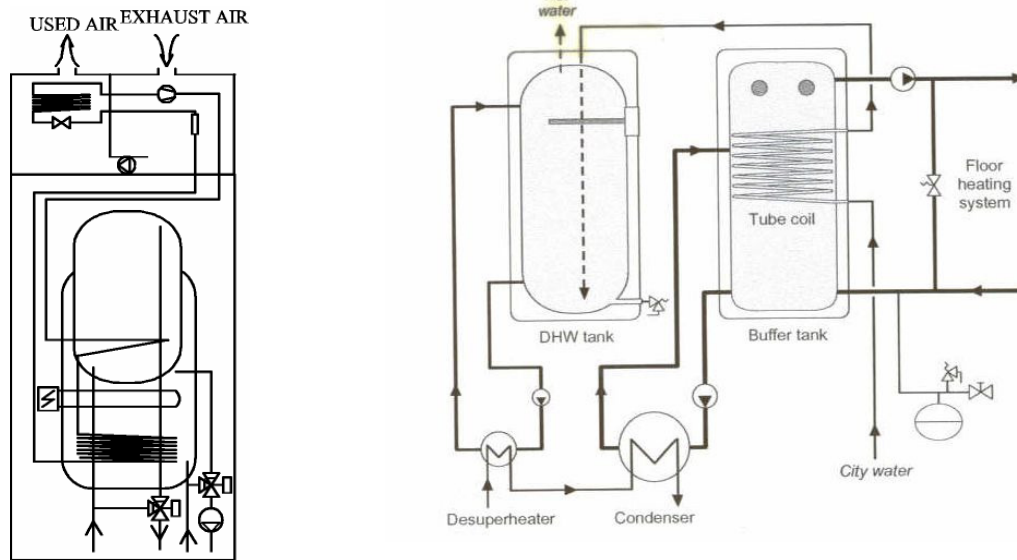 USED AIR
EXHAUST AIR
water
DHW tank
Tube coil
Buffer tank
Floor
heating
system
City water
Desuperheater
Condenser